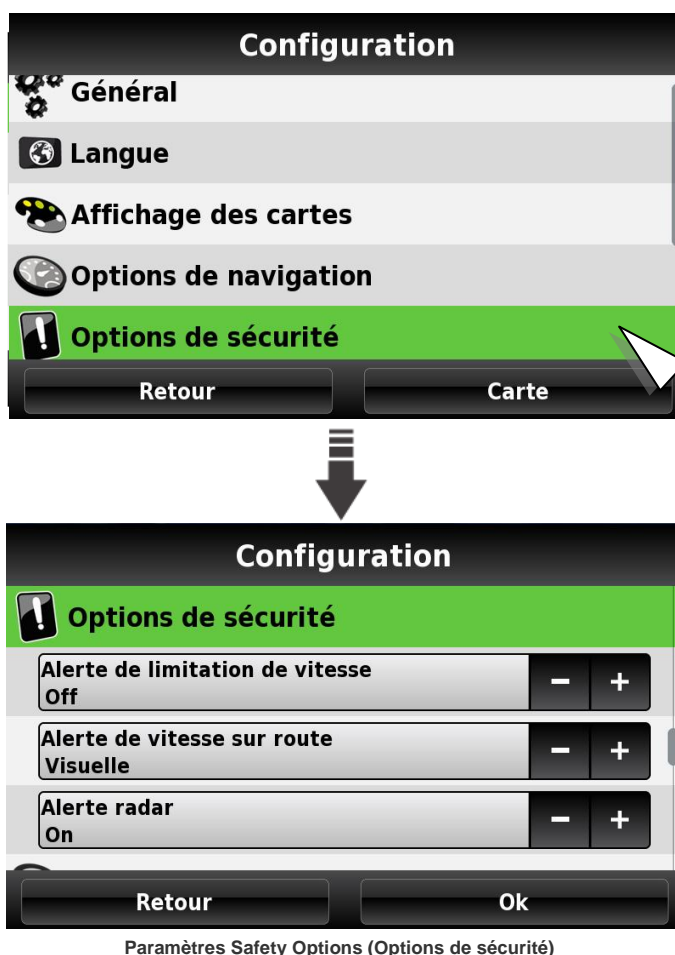 Configuration
Général
Langue
Affichage des cartes
Options de navigation
Options de sécurité
Retour
Carte
Configuration
Options de sécurité
Alerte de limitation de vitesse
Off
- +
Alerte de vitesse sur route
Visuelle
- +
Alerte radar
On
- +
Retour
Ok
Paramètres Safety Options (Options de sécurité)